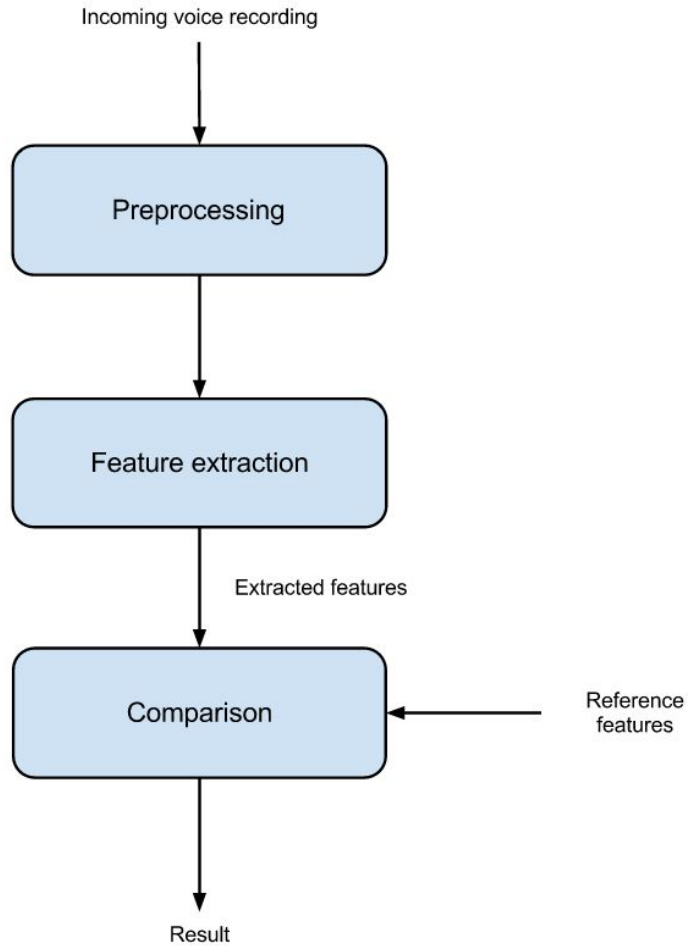 Incoming voice recording
Preprocessing
Feature extraction
Extracted features
Comparison
Reference
features
Result